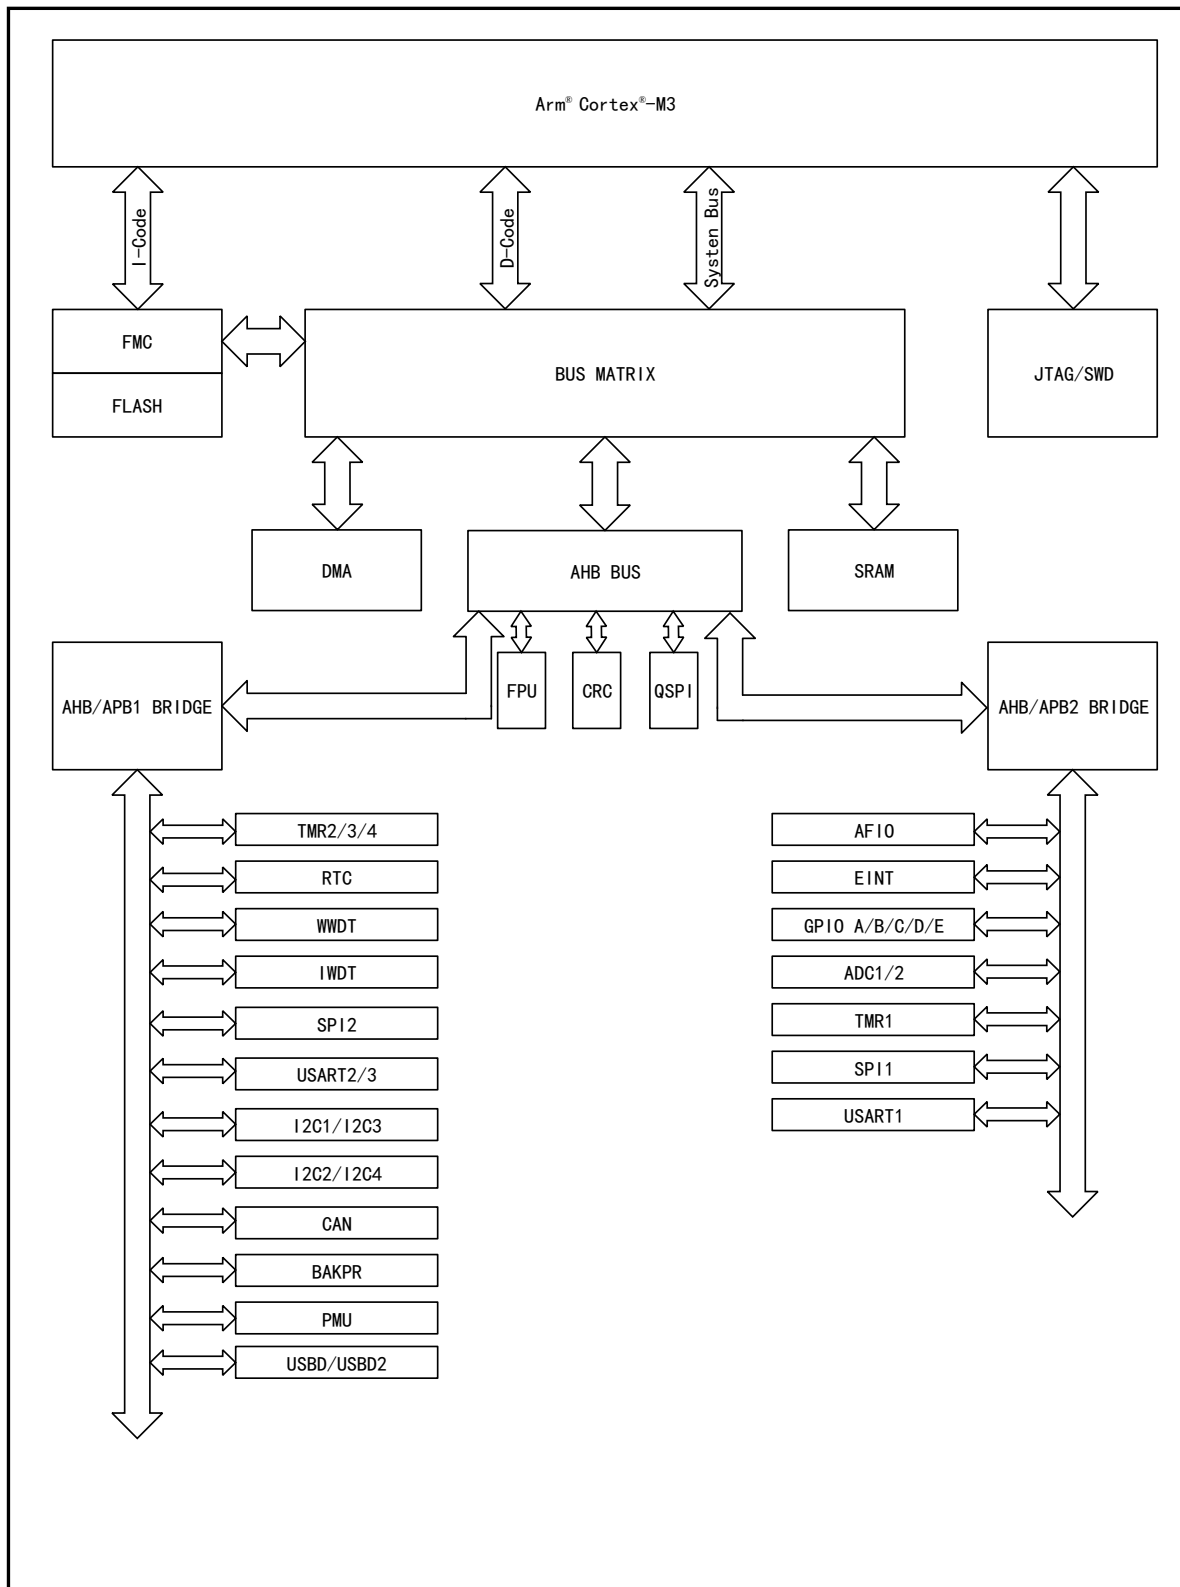 Arm® Cortex®-M3
I-Code
D-Code
Systen Bus
FMC
FLASH
BUS MATRIX
JTAG/SWD
DMA
AHB BUS
SRAM
AHB/APB1 BRIDGE
FPU
CRC
QSPI
AHB/APB2 BRIDGE
TMR2/3/4
RTC
WWDT
IWDT
SPI2
USART2/3
I2C1/I2C3
I2C2/I2C4
CAN
BAKPR
PMU
USBD/USBD2
AFIO
EINT
GPIO A/B/C/D/E
ADC1/2
TMR1
SPI1
USART1